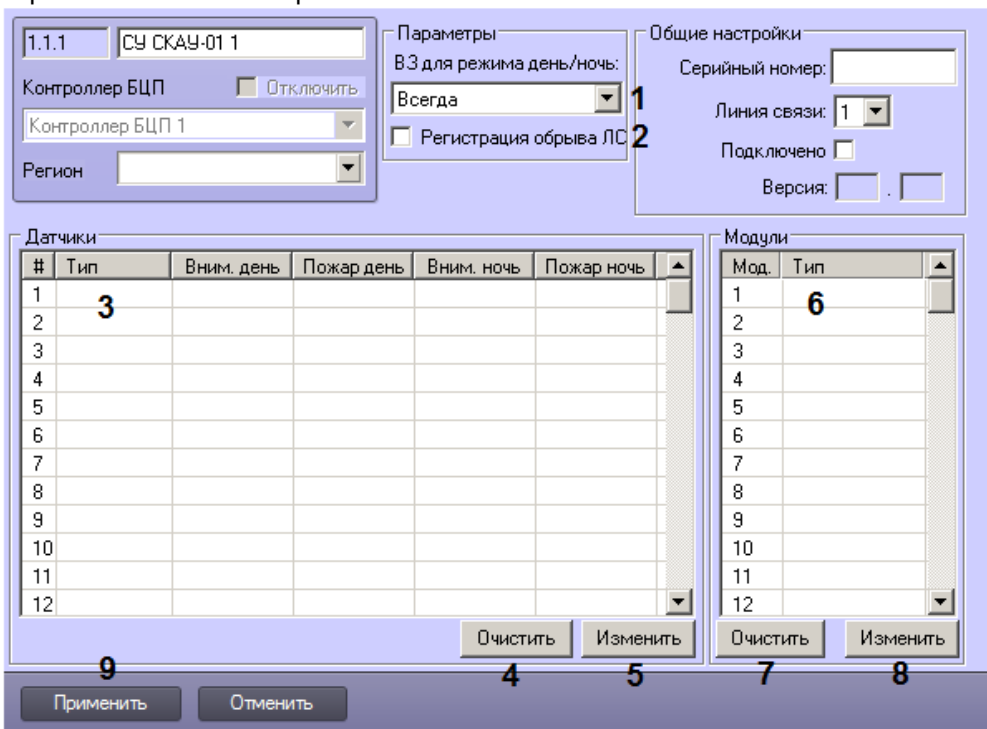 1.1.1 СУ СКАУ-01 1
Контроллер БЦП Отключить
Контроллер БЦП 1
Регион
Параметры
ВЗ для режима день/ночь:
Всегда 1
Регистрация обрыва ЛС 2
Общие настройки
Серийный номер:
Линия связи: 1
Подключено
Версия: .
Датчики
# Тип Вним. день Пожар день Вним. ночь Пожар ночь
1
3
2
3
4
5
6
7
8
9
10
11
12
Очистить Изменить
4 5
Модули
Мод. Тип
1
6
2
3
4
5
6
7
8
9
10
11
12
Очистить Изменить
7 8
9
Применить Отменить